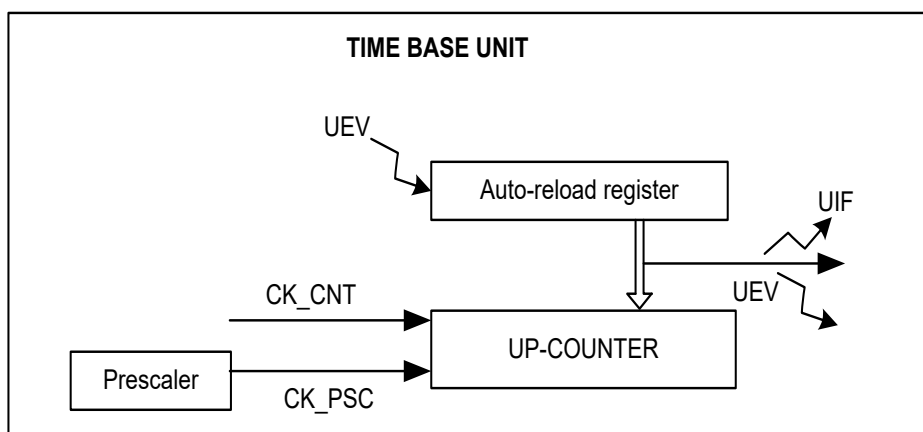 TIME BASE UNIT
UEV
Auto-reload register
UIF
UEV
CK_CNT
UP-COUNTER
Prescaler
CK_PSC